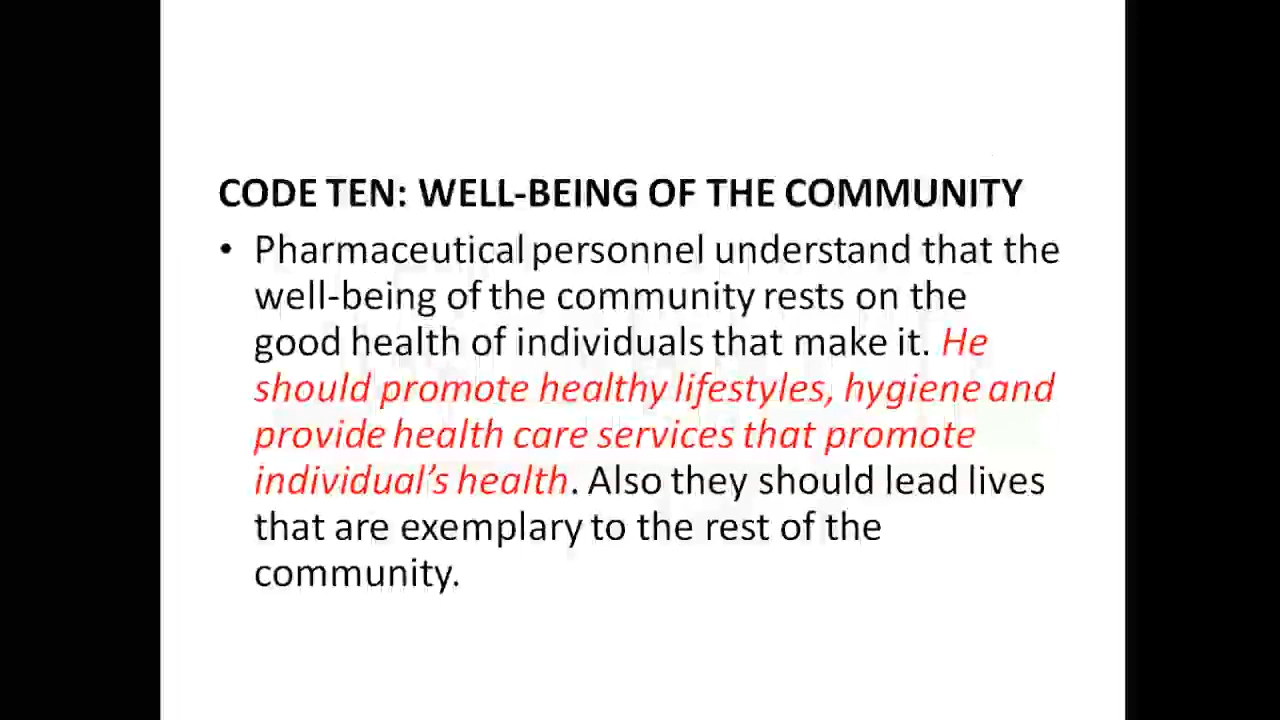 CODE TEN: WELL-BEING OF THE COMMUNITY
• Pharmaceutical personnel understand that the
well-being of the community rests on the
good health of individuals that make it. He
should promote healthy lifestyles, hygiene and
provide health care services that promote
individual’s health. Also they should lead lives
that are exemplary to the rest of the
community.